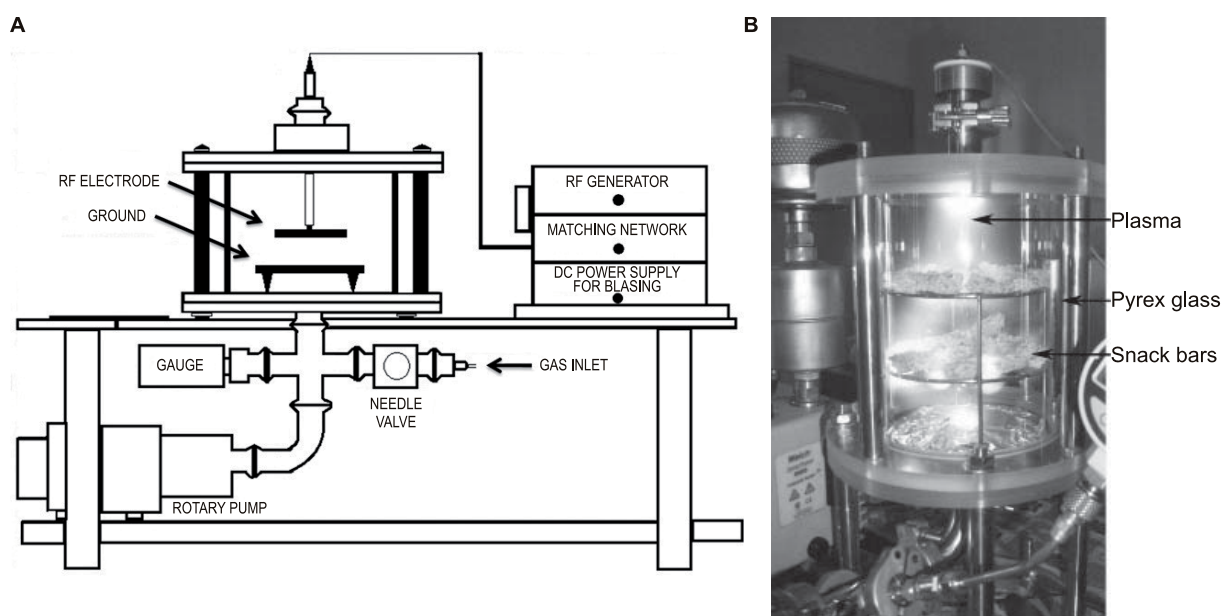 A
RF ELECTRODE
GROUND
RF GENERATOR
MATCHING NETWORK
DC POWER SUPPLY
FOR BLASING
GAUGE
GAS INLET
NEEDLE
VALVE
ROTARY PUMP
B
Plasma
Pyrex glass
Snack bars